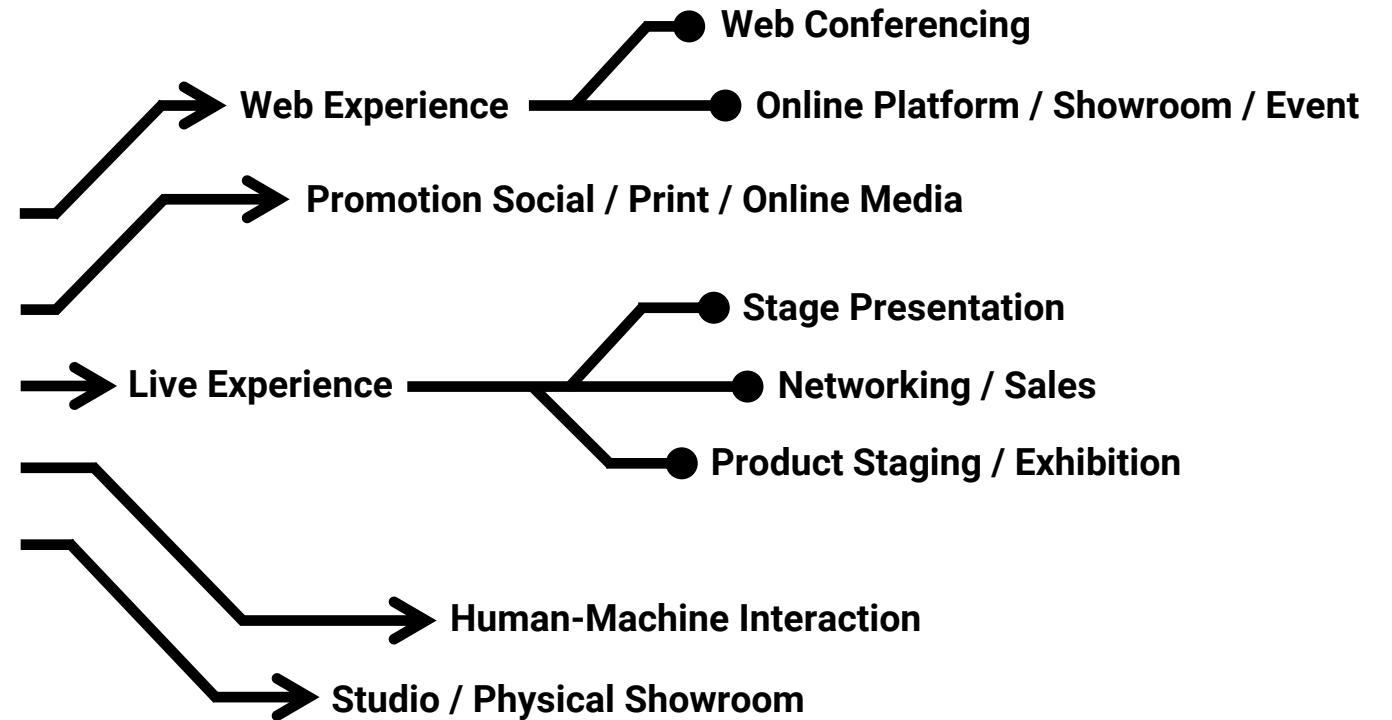 Web Conferencing
Web Experience
Online Platform / Showroom / Event
Promotion Social / Print / Online Media
Stage Presentation
Live Experience
Networking / Sales
Product Staging / Exhibition
Human-Machine Interaction
Studio / Physical Showroom